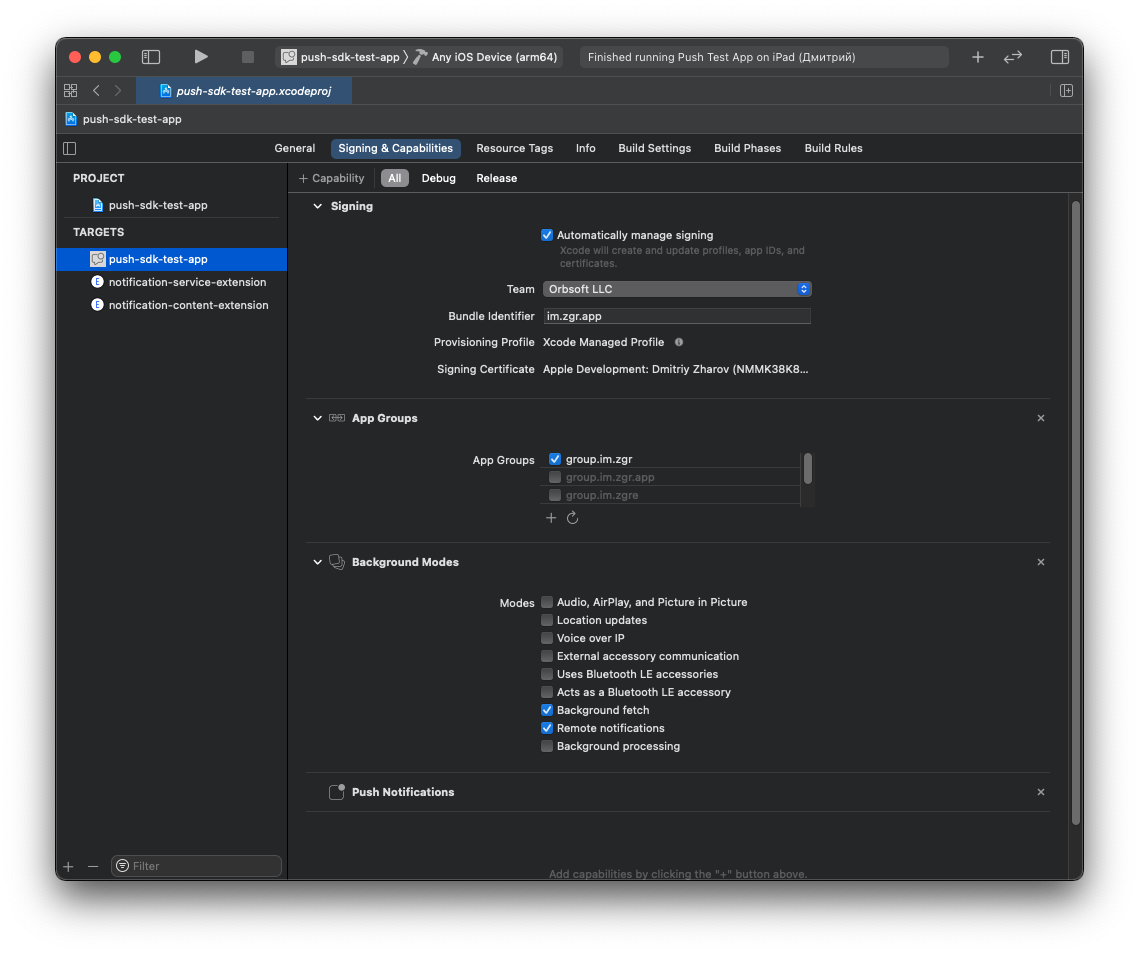 push-sdk-test-app 〉 Any iOS Device (arm64)
Finished running Push Test App on iPad (Дмитрий)
push-sdk-test-app.xcodeproj
push-sdk-test-app
General Signing & Capabilities Resource Tags Info Build Settings Build Phases Build Rules
PROJECT
push-sdk-test-app
TARGETS
push-sdk-test-app
E notification-service-extension
E notification-content-extension
Filter
+ Capability All Debug Release
Signing
Automatically manage signing
Xcode will create and update profiles, app IDs, and
certificates.
Team Orbsoft LLC
Bundle Identifier im.zgr.app
Provisioning Profile Xcode Managed Profile
Signing Certificate Apple Development: Dmitriy Zharov (NMMK38K8...
App Groups
App Groups group.im.zgr
group.im.zgr.app
group.im.zgre
Background Modes
Modes Audio, AirPlay, and Picture in Picture
Location updates
Voice over IP
External accessory communication
Uses Bluetooth LE accessories
Acts as a Bluetooth LE accessory
Background fetch
Remote notifications
Background processing
Push Notifications
Add capabilities by clicking the "+" button above.